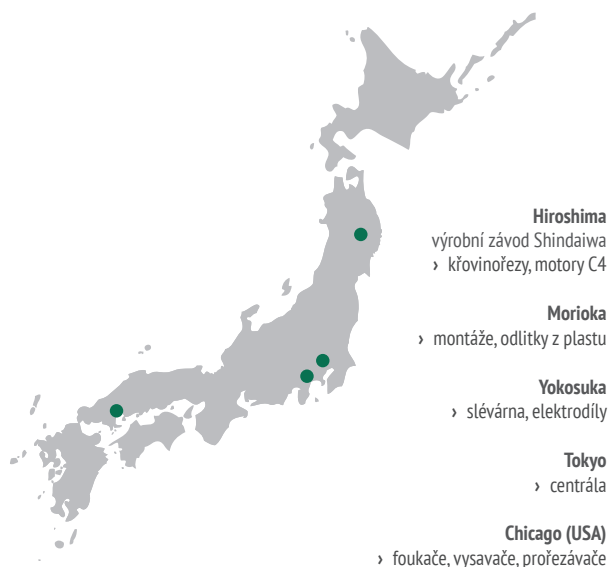 Hiroshima
výrobní závod Shindaiwa
› křovinořezy, motory C4
Morioka
› montáže, odlitky z plastu
Yokosuka
› slévárna, elektrodíly
Tokyo
› centrála
Chicago (USA)
› foukače, vysavače, prořezávače